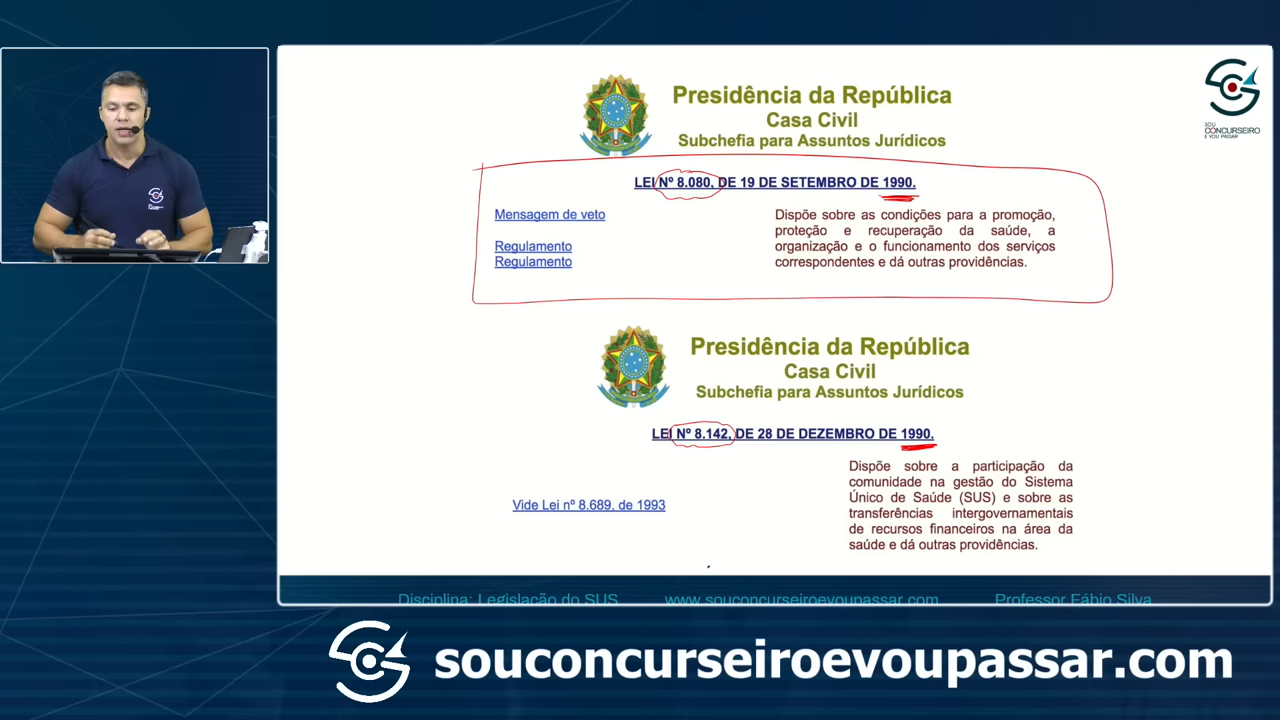 Presidência da República
Casa Civil
Subchefia para Assuntos Jurídicos
SOU
CONCURSEIRO
E VOU PASSAR
LEI Nº 8.080, DE 19 DE SETEMBRO DE 1990.
Mensagem de veto
Regulamento
Regulamento
Dispõe sobre as condições para a promoção,
proteção e recuperação da saúde, a
organização e o funcionamento dos serviços
correspondentes e dá outras providências.
Presidência da República
Casa Civil
Subchefia para Assuntos Jurídicos
LEI Nº 8.142, DE 28 DE DEZEMBRO DE 1990.
Vide Lei nº 8.689, de 1993
Dispõe sobre a participação da
comunidade na gestão do Sistema
Único de Saúde (SUS) e sobre as
transferências intergovernamentais
de recursos financeiros na área da
saúde e dá outras providências.
Disciplina: Legislação do SUS www.souconcurseiroevoupassar.com Professor Fábio Silva
souconcurseiroevoupassar.com